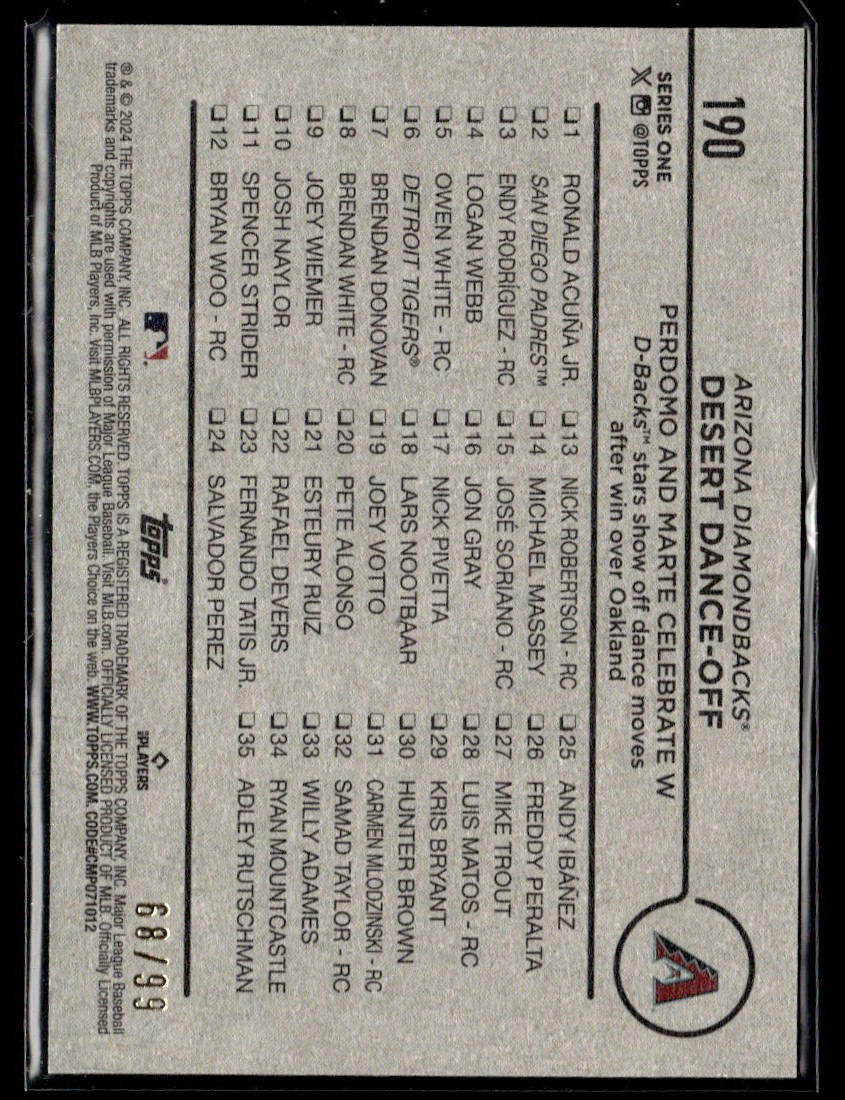 190
ARIZONA DIAMONDBACKS®
DESERT DANCE-OFF
SERIES ONE
X @TOPPS
PERDOMO AND MARTE CELEBRATE W
D-Backs™ stars show off dance moves
after win over Oakland
❏1 RONALD ACUÑA JR.
❏2 SAN DIEGO PADRES™
❏3 ENDY RODRÍGUEZ - RC
❏4 LOGAN WEBB
❏5 OWEN WHITE - RC
❏6 DETROIT TIGERS®
❏7 BRENDAN DONOVAN
❏8 BRENDAN WHITE - RC
❏9 JOEY WIEMER
❏10 JOSH NAYLOR
❏11 SPENCER STRIDER
❏12 BRYAN WOO - RC
❏13 NICK ROBERTSON - RC
❏14 MICHAEL MASSEY
❏15 JOSÉ SORIANO - RC
❏16 JON GRAY
❏17 NICK PIVETTA
❏18 LARS NOOTBAAR
❏19 JOEY VOTTO
❏20 PETE ALONSO
❏21 ESTEURY RUIZ
❏22 RAFAEL DEVERS
❏23 FERNANDO TATIS JR.
❏24 SALVADOR PEREZ
❏25 ANDY IBÁÑEZ
❏26 FREDDY PERALTA
❏27 MIKE TROUT
❏28 LUIS MATOS - RC
❏29 KRIS BRYANT
❏30 HUNTER BROWN
❏31 CARMEN MLODZINSKI - RC
❏32 SAMAD TAYLOR - RC
❏33 WILLY ADAMES
❏34 RYAN MOUNTCASTLE
❏35 ADLEY RUTSCHMAN
topps
PLAYERS
68/99
® & © 2024 THE TOPPS COMPANY, INC. ALL RIGHTS RESERVED. TOPPS IS A REGISTERED TRADEMARK OF THE TOPPS COMPANY, INC. Major League Baseball
trademarks and copyrights are used with permission of Major League Baseball. Visit MLB.com. OFFICIALLY LICENSED PRODUCT OF MLB. Officially Licensed
Product of MLB Players, Inc. Visit MLBPLAYERS.COM, the Players Choice on the web. WWW.TOPPS.COM. CODE#CMP071012